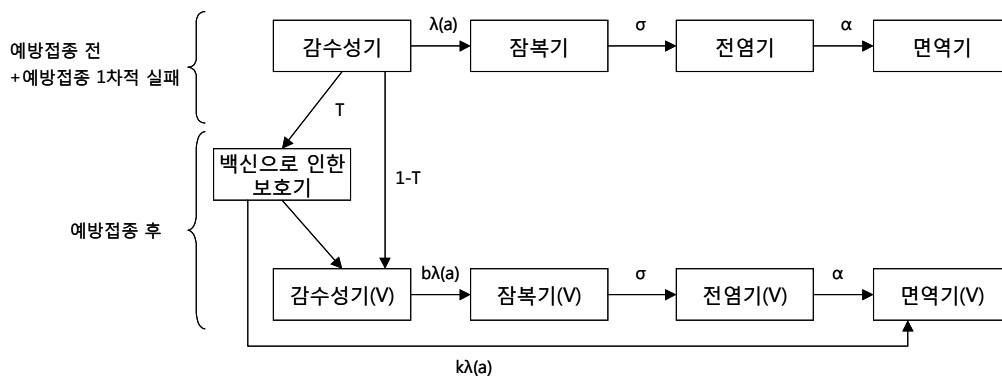 예방접종 전
+예방접종 1차적 실패
감수성기
λ(a)
잠복기
σ
전염기
α
면역기
T
1-T
예방접종 후
백신으로 인한
보호기
감수성기(V)
bλ(a)
잠복기(V)
σ
전염기(V)
α
면역기(V)
kλ(a)